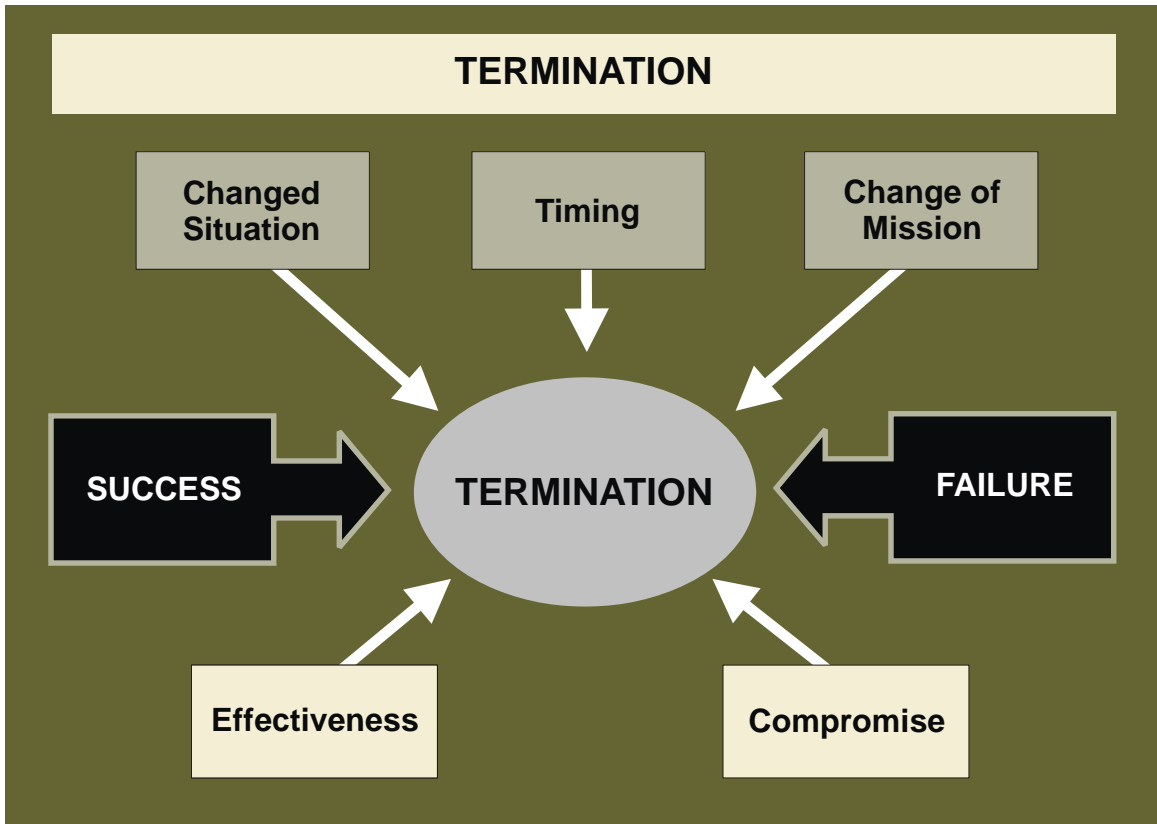 TERMINATION
Changed
Situation
Timing
Change of
Mission
SUCCESS
TERMINATION
FAILURE
Effectiveness
Compromise